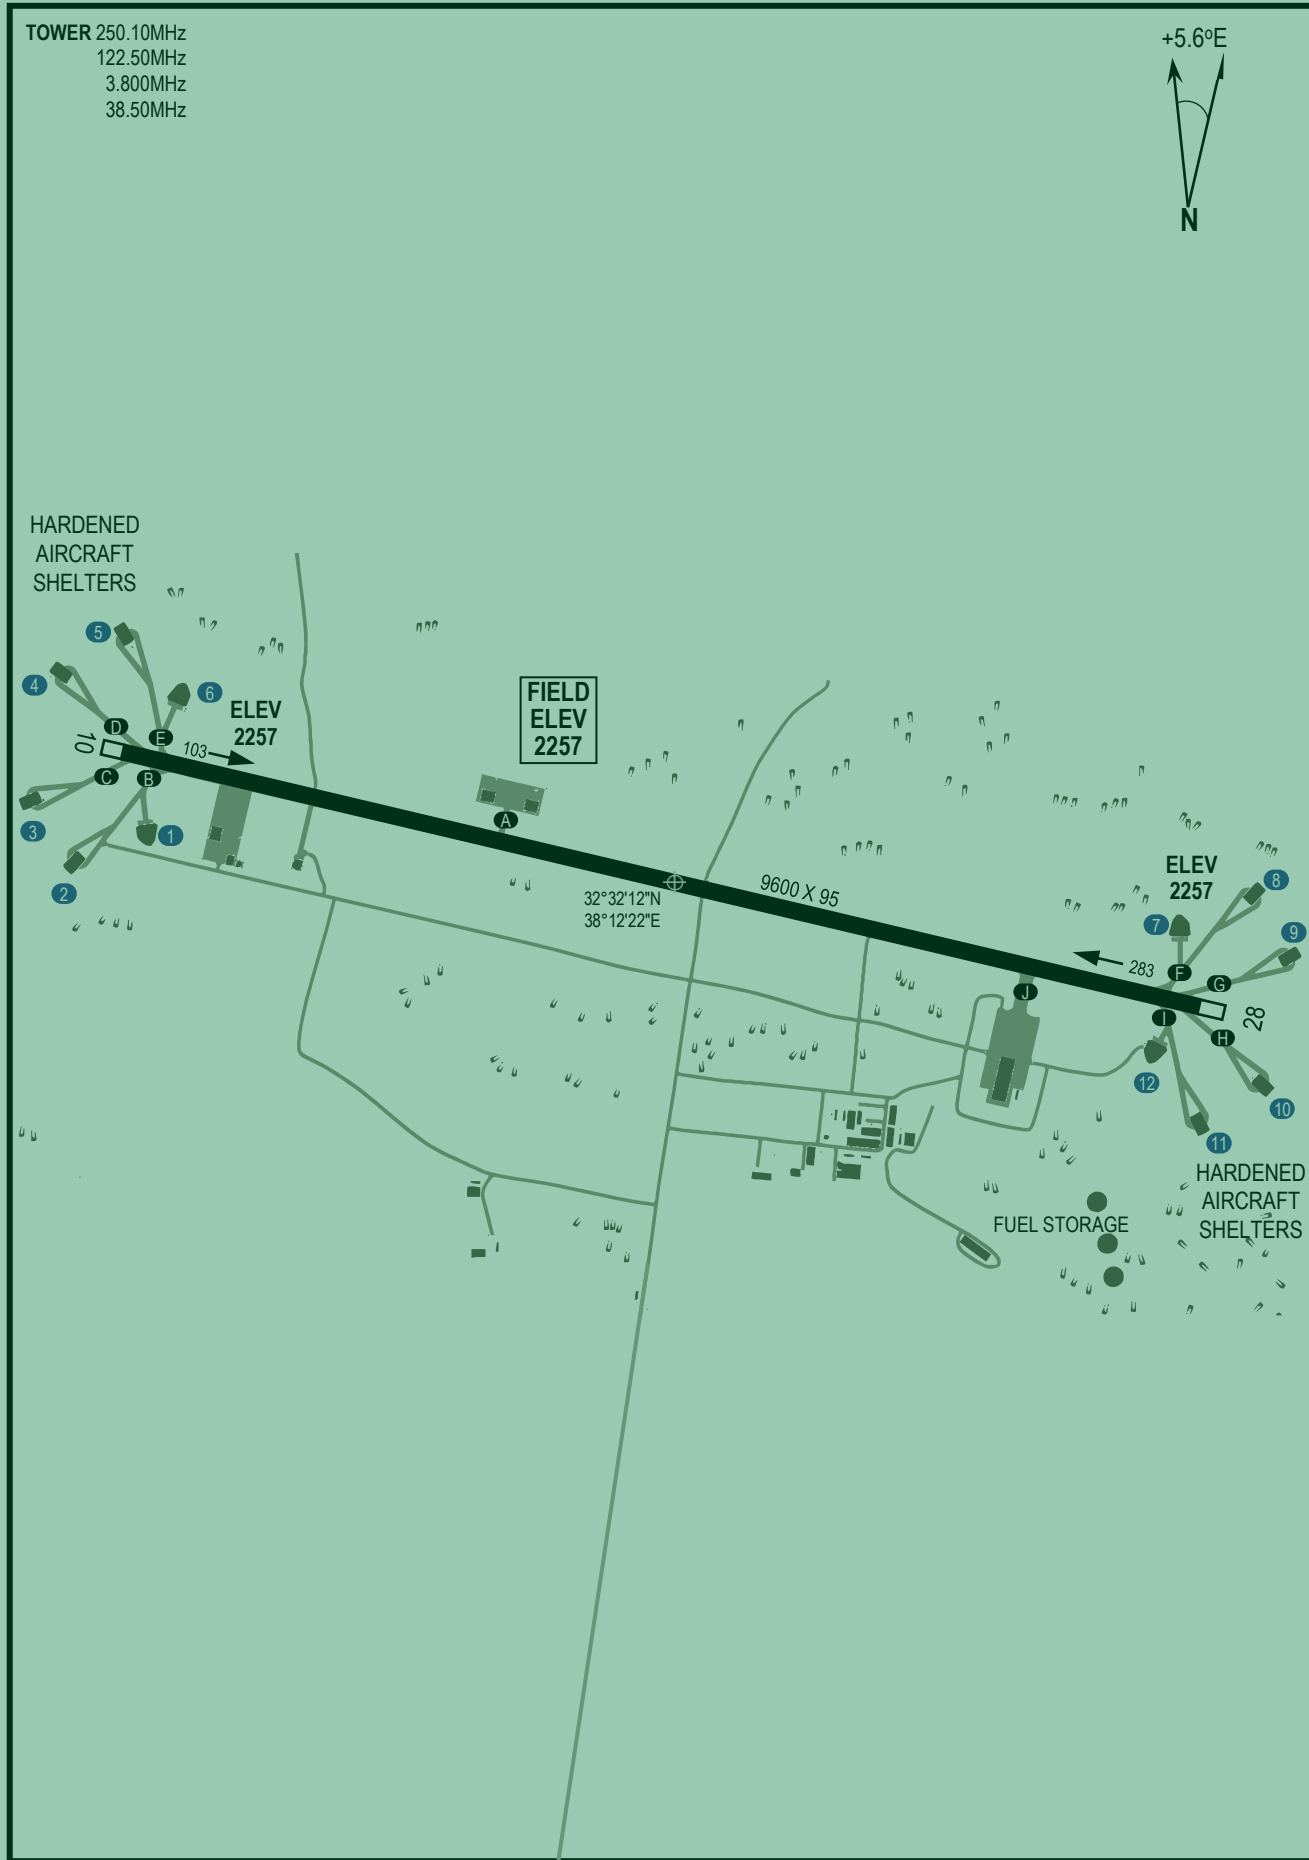 TOWER 250.10MHz
122.50MHz
3.800MHz
38.50MHz
+5.6ºE
N
HARDENED
AIRCRAFT
SHELTERS
5
4
6
ELEV
2257
FIELD
ELEV
2257
D
E
10
103
C
B
3
1
2
A
32°32'12"N
38°12'22"E
9600 X 95
ELEV
2257
8
7
9
283
F
G
J
I
28
H
12
10
11
HARDENED
AIRCRAFT
SHELTERS
FUEL STORAGE